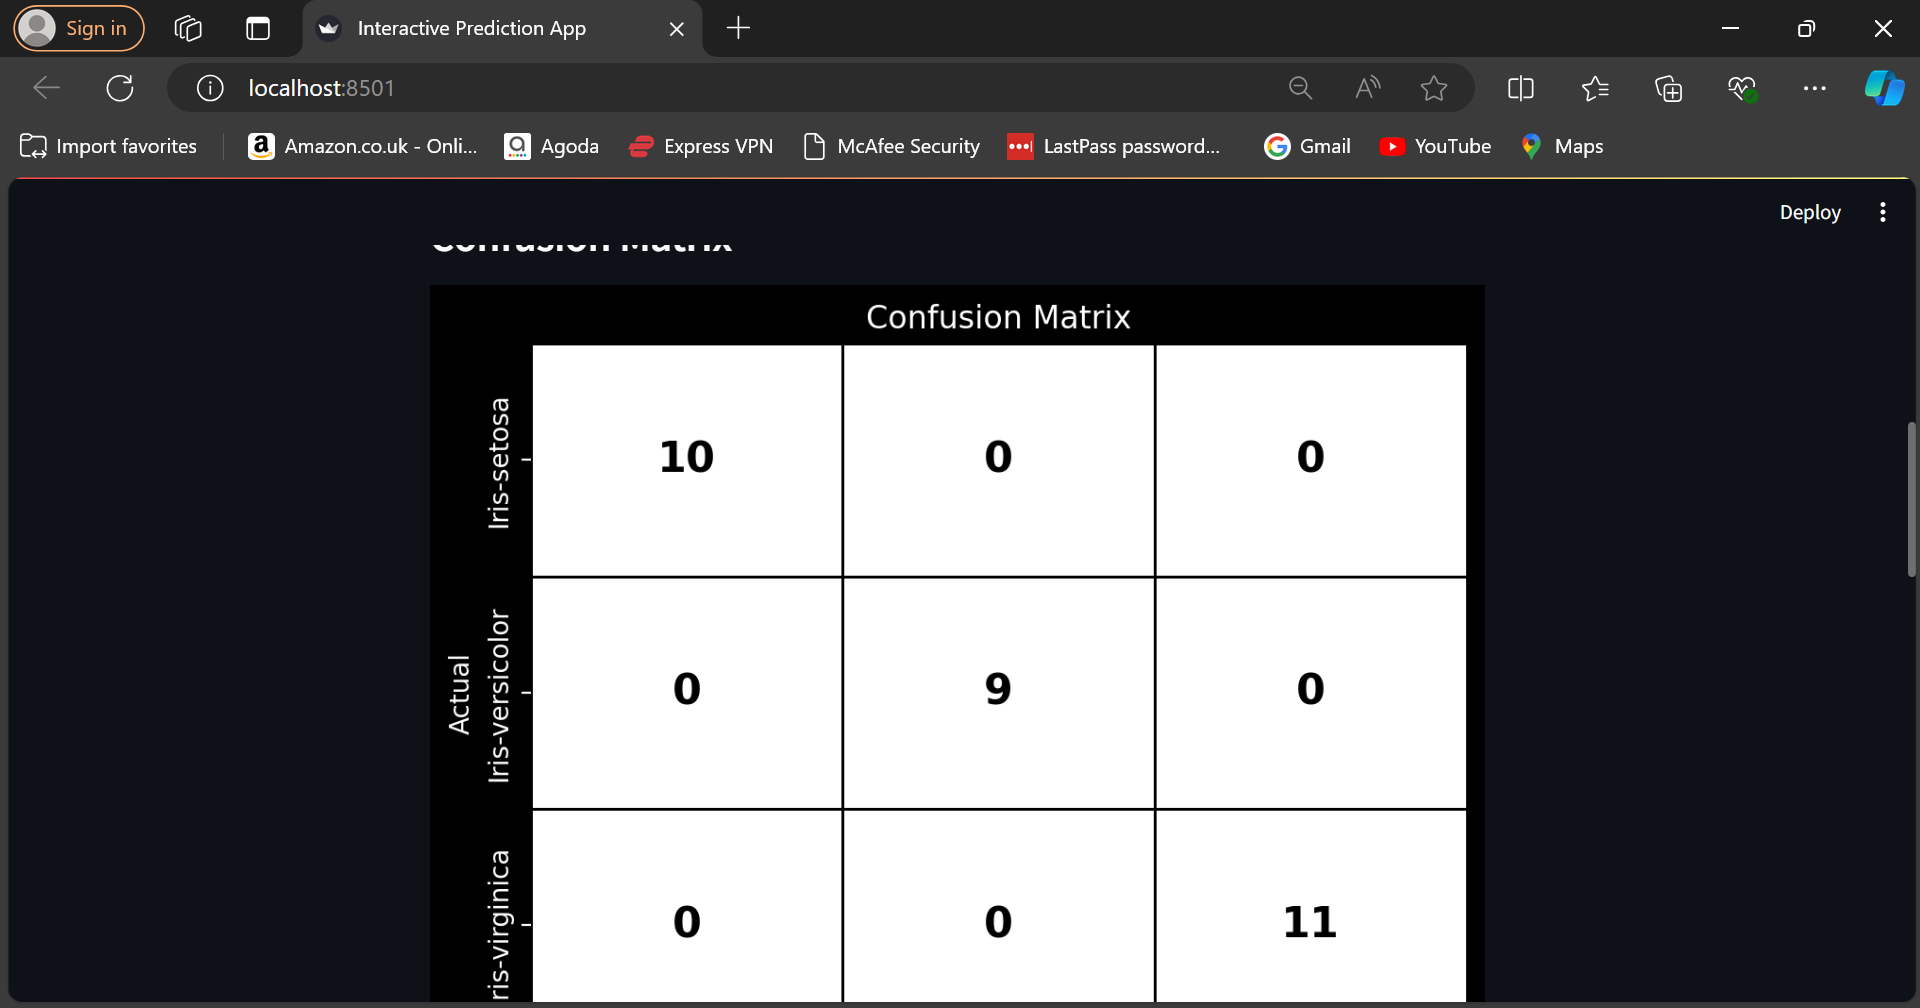 Sign in
Interactive Prediction App
localhost:8501
Import favorites
Amazon.co.uk - Onli...
Agoda
Express VPN
McAfee Security
LastPass password...
Gmail
YouTube
Maps
Deploy
Confusion Matrix
Confusion Matrix
Iris-setosa
10 0 0
Actual
Iris-versicolor
0 9 0
ris-virginica
0 0 11